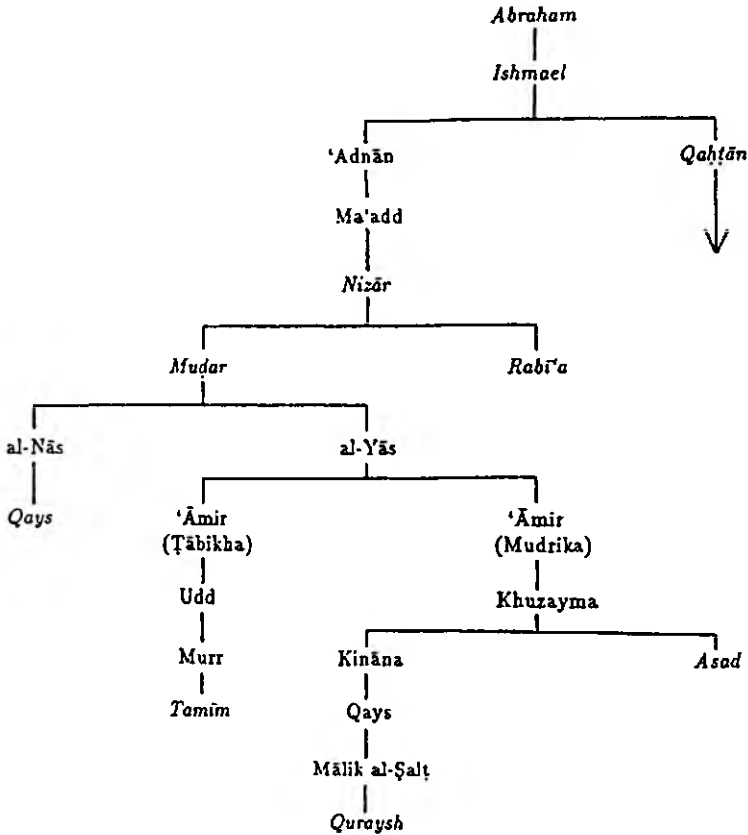 Abraham
Ishmael
‘Adnān
Qaḥṭān
Ma‘add
Nizār
Muḍar
Rabī‘a
al-Nās
al-Yās
Qays
‘Āmir
(Ṭābikha)
‘Āmir
(Mudrika)
Udd
Khuzayma
Murr
Kināna
Asad
Tamīm
Qays
Mālik al-Ṣalṭ
Quraysh